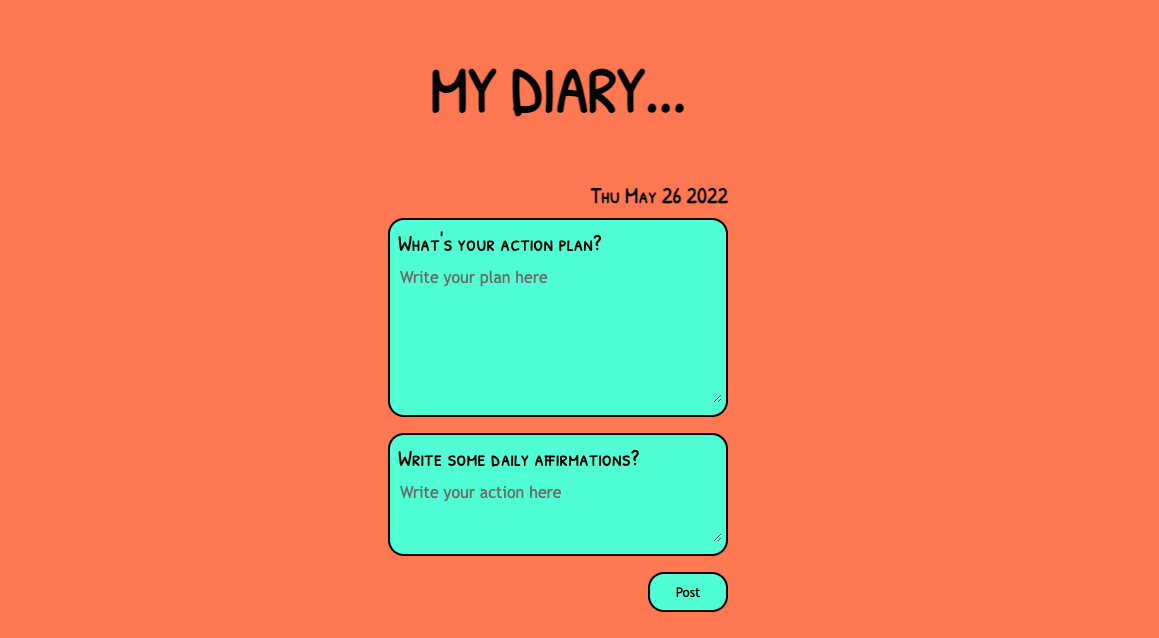 MY DIARY...
Thu May 26 2022
What's your action plan?
Write your plan here
Write some daily affirmations?
Write your action here
Post